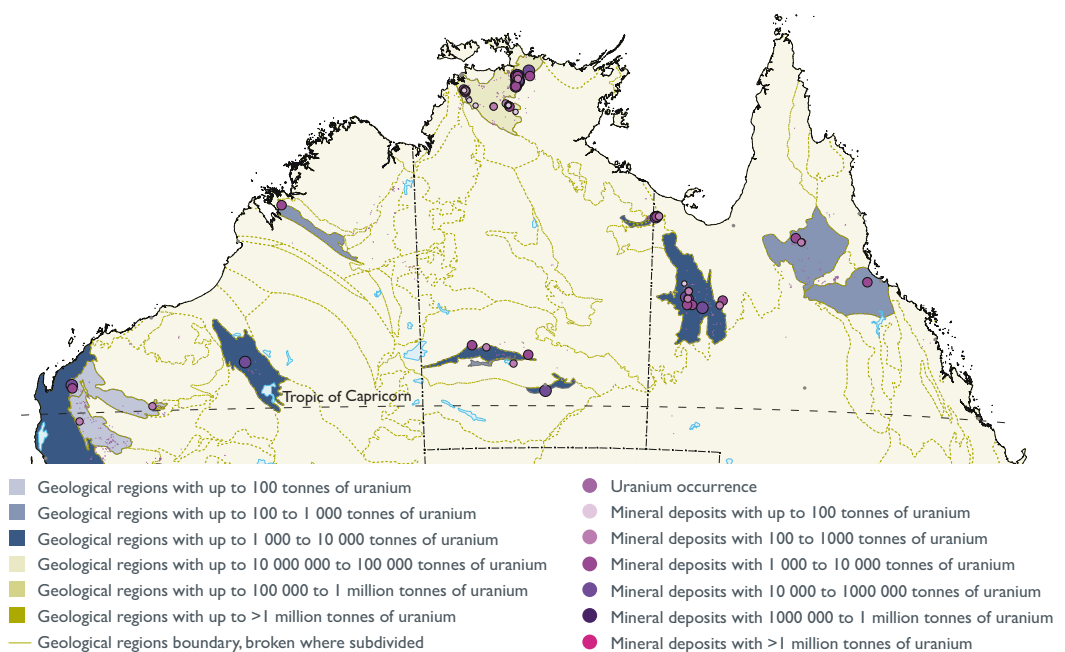 Tropic of Capricorn
Geological regions with up to 100 tonnes of uranium
Geological regions with up to 100 to 1 000 tonnes of uranium
Geological regions with up to 1 000 to 10 000 tonnes of uranium
Geological regions with up to 10 000 000 to 100 000 tonnes of uranium
Geological regions with up to 100 000 to 1 million tonnes of uranium
Geological regions with up to >1 million tonnes of uranium
Geological regions boundary, broken where subdivided
Uranium occurrence
Mineral deposits with up to 100 tonnes of uranium
Mineral deposits with 100 to 1000 tonnes of uranium
Mineral deposits with 1 000 to 10 000 tonnes of uranium
Mineral deposits with 10 000 to 1000 000 tonnes of uranium
Mineral deposits with 1000 000 to 1 million tonnes of uranium
Mineral deposits with >1 million tonnes of uranium